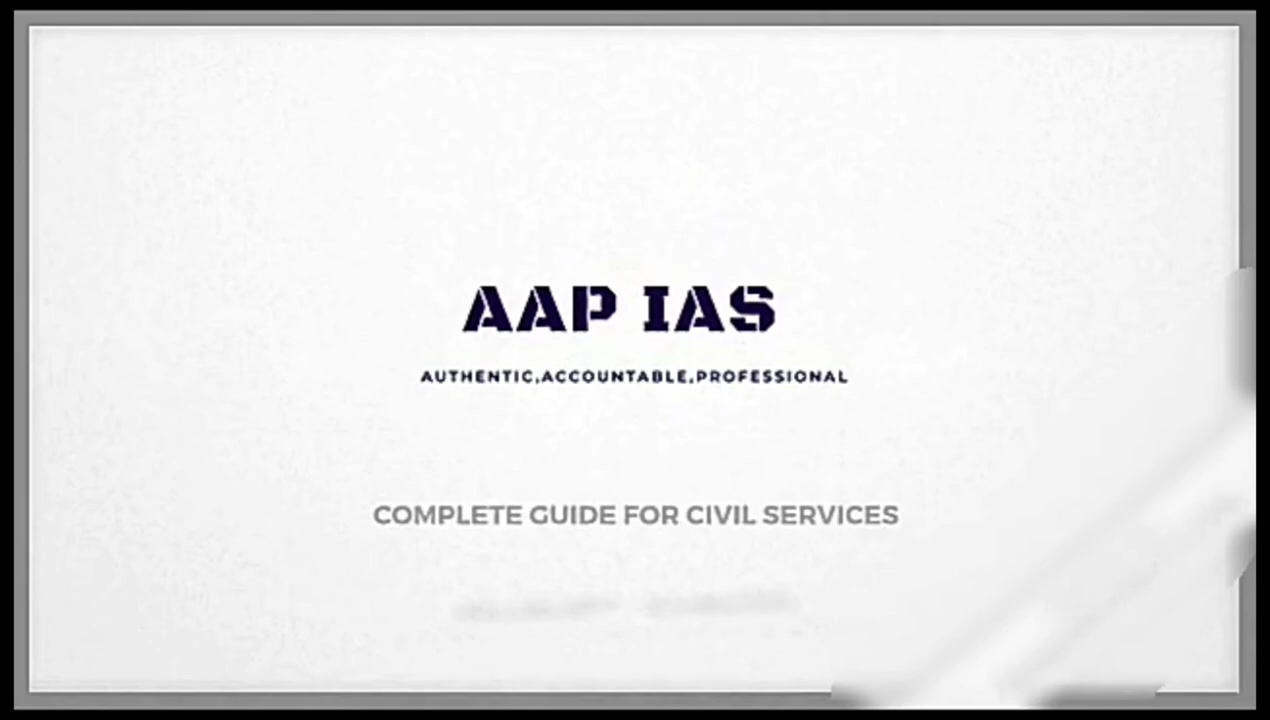 AAP IAS
AUTHENTIC,ACCOUNTABLE,PROFESSIONAL
COMPLETE GUIDE FOR CIVIL SERVICES